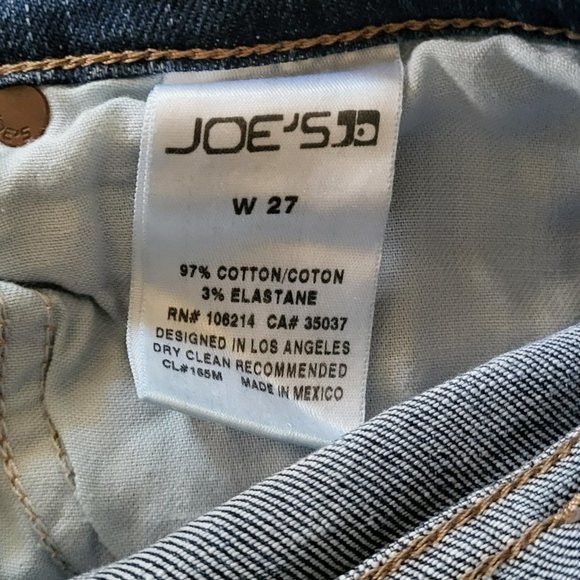 JOE'S
W 27
97% COTTON/COTON
3% ELASTANE
RN# 106214 CA# 35037
DESIGNED IN LOS ANGELES
DRY CLEAN RECOMMENDED
CL#165M MADE IN MEXICO
OE'S